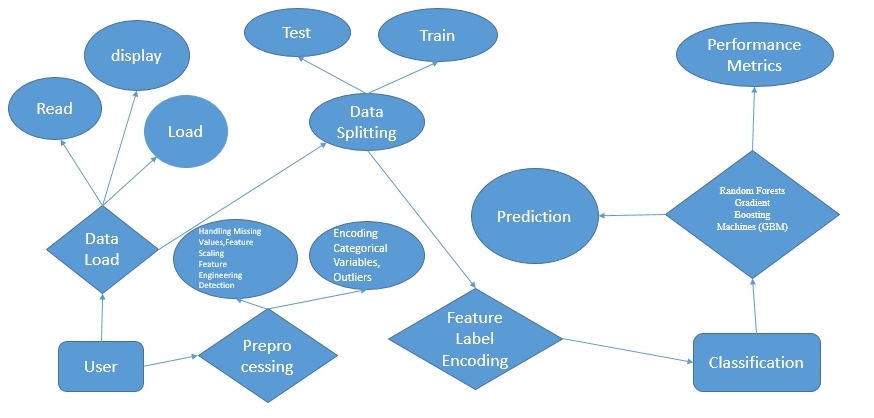 Test
Train
Performance
Metrics
display
Read
Load
Data
Splitting
Random Forests
Gradient
Boosting
Machines (GBM)
Prediction
Data
Load
Handling Missing
Values,Feature
Scaling
Feature
Engineering
Detection
Encoding
Categorical
Variables,
Outliers
Feature
Label
Encoding
User
Prepro
cessing
Classification